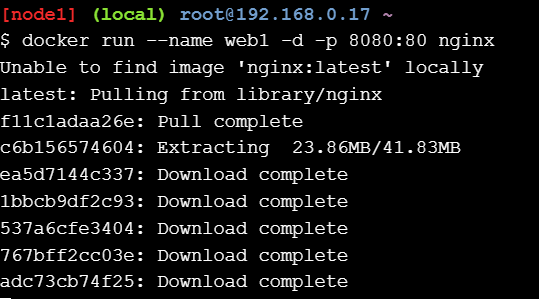 [node1] (local) root@192.168.0.17 ~
$ docker run --name web1 -d -p 8080:80 nginx
Unable to find image 'nginx:latest' locally
latest: Pulling from library/nginx
f11c1adaa26e: Pull complete
c6b156574604: Extracting  23.86MB/41.83MB
ea5d7144c337: Download complete
1bbcb9df2c93: Download complete
537a6cfe3404: Download complete
767bff2cc03e: Download complete
adc73cb74f25: Download complete